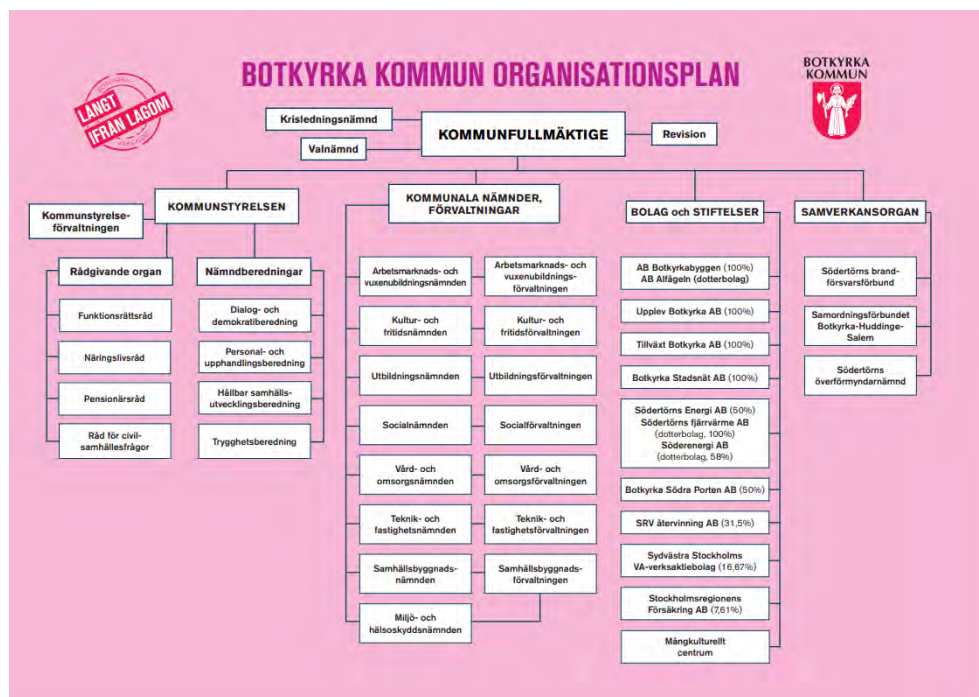 BOTKYRKA KOMMUN ORGANISATIONSPLAN
LÅNGT
IFRÅN LAGOM
BOTKYRKA
KOMMUN
Krisledningsnämnd
Valnämnd
KOMMUNFULLMÄKTIGE
Revision
KOMMUNSTYRELSEN
Kommunstyrelse-
förvaltningen
Rådgivande organ
Funktionsrättsråd
Näringslivsråd
Pensionärsråd
Råd för civil-
samhällesfrågor
Nämndberedningar
Dialog- och
demokratiberedning
Personal- och
upphandlingsberedning
Hållbar samhälls-
utvecklingsberedning
Trygghetsberedning
KOMMUNALA NÄMNDER,
FÖRVALTNINGAR
Arbetsmarknads- och
vuxenubildningsnämnden
Arbetsmarknads- och
vuxenubildnings-
förvaltningen
Kultur- och
fritidsnämnden
Kultur- och
fritidsförvaltningen
Utbildningsnämnden
Utbildningsförvaltningen
Socialnämnden
Socialförvaltningen
Vård- och
omsorgsnämnden
Vård- och
omsorgsförvaltningen
Teknik- och
fastighetsnämnden
Teknik- och
fastighetsförvaltningen
Samhällsbyggnads-
nämnden
Samhällsbyggnads-
förvaltningen
Miljö- och
hälsoskyddsnämnden
BOLAG och STIFTELSER
AB Botkyrkabyggen (100%)
AB Alfågeln (dotterbolag)
Upplev Botkyrka AB (100%)
Tillväxt Botkyrka AB (100%)
Botkyrka Stadsnät AB (100%)
Södertörns Energi AB (50%)
Södertörns fjärrvärme AB
(dotterbolag, 100%)
Söderenergi AB
(dotterbolag, 58%)
Botkyrka Södra Porten AB (50%)
SRV återvinning AB (31,5%)
Sydvästra Stockholms
VA-verksaktiebolag (16,67%)
Stockholmsregionens
Försäkring AB (7,61%)
Mångkulturellt
centrum
SAMVERKANSORGAN
Södertörns brand-
försvarsförbund
Samordningsförbundet
Botkyrka-Huddinge-
Salem
Södertörns
överförmyndarnämnd